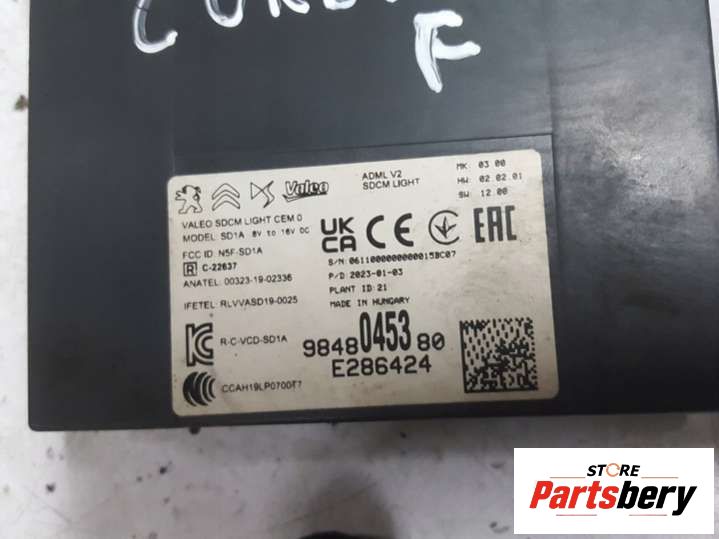 F
Valeo
ADML V2
SDCM LIGHT
MK: 03 00
HW: 02 02.01
SW: 12.00
VALEO SDCM LIGHT CEM 0
MODEL: SD1A 8V to 16V DC
FCC ID: N5F-SD1A
R C-22637
ANATEL: 00323-19-02336
IFETEL: RLVVASD19-0025
UK
CA
CE
EAC
S/N: 0611000000000015BC07
P/D: 2023-01-03
PLANT ID: 21
MADE IN HUNGARY
R-C-VCD-SD1A
9848045380
E286424
CCAH19LP0700T7
STORE
Partsbery